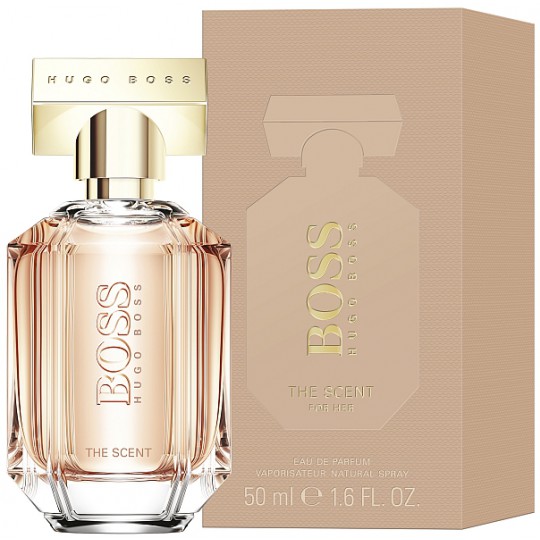 HUGO BOSS
BOSS
HUGO BOSS
THE SCENT
BOSS
HUGO BOSS
THE SCENT
FOR HER
EAU DE PARFUM
VAPORISATEUR NATURAL SPRAY
50 ml ℮ 1.6 FL. OZ.